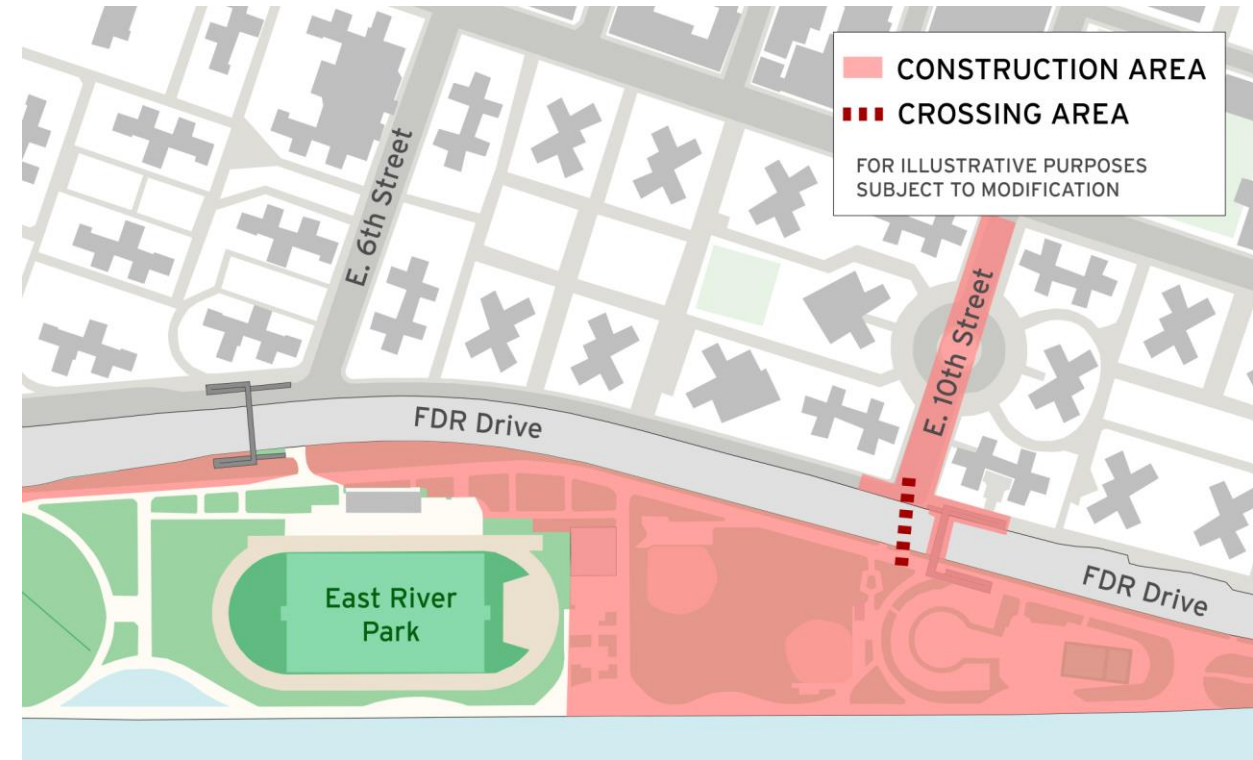 CONSTRUCTION AREA
CROSSING AREA
FOR ILLUSTRATIVE PURPOSES
SUBJECT TO MODIFICATION
E. 6th Street
E. 10th Street
FDR Drive
FDR Drive
East River
Park